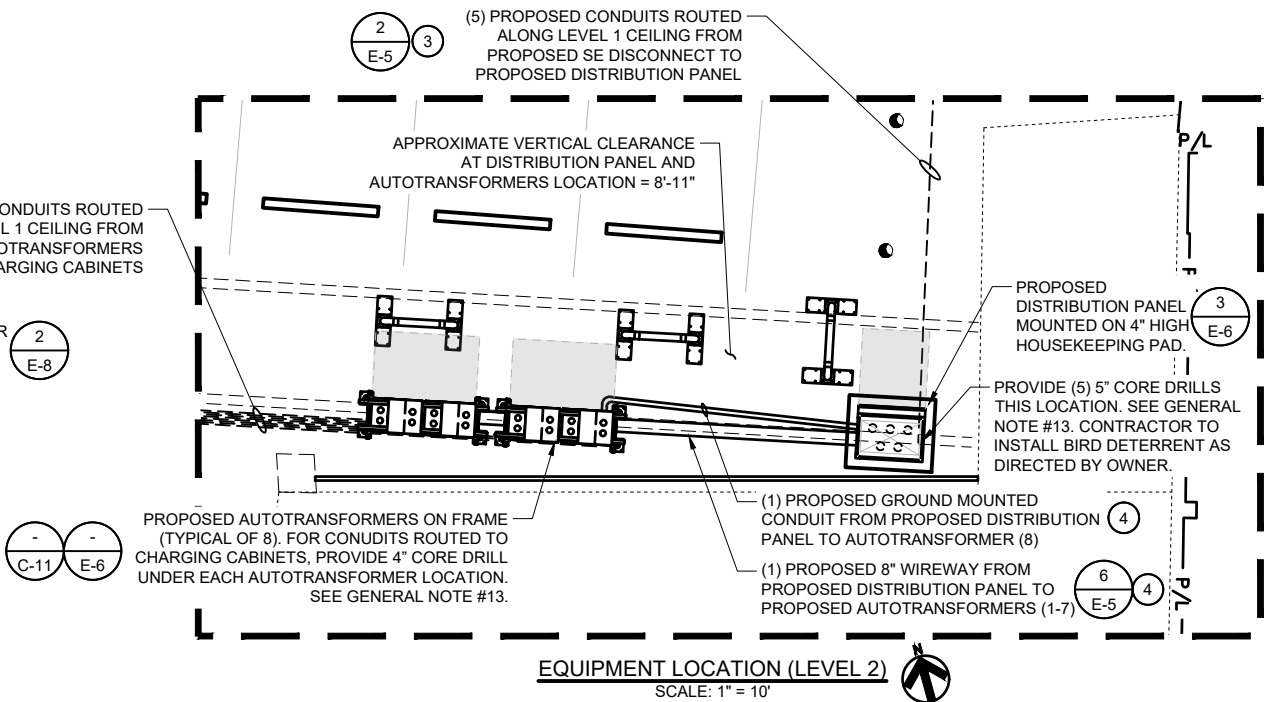 (5) PROPOSED CONDUITS ROUTED
ALONG LEVEL 1 CEILING FROM
PROPOSED SE DISCONNECT TO
PROPOSED DISTRIBUTION PANEL
2
E-5
3
APPROXIMATE VERTICAL CLEARANCE
AT DISTRIBUTION PANEL AND
AUTOTRANSFORMERS LOCATION = 8'-11"
P/L
ONDUITS ROUTED
L 1 CEILING FROM
OTRANSFORMERS
ARGING CABINETS
R
2
E-8
PROPOSED
DISTRIBUTION PANEL
MOUNTED ON 4" HIGH
HOUSEKEEPING PAD.
3
E-6
PROVIDE (5) 5" CORE DRILLS
THIS LOCATION. SEE GENERAL
NOTE #13. CONTRACTOR TO
INSTALL BIRD DETERRENT AS
DIRECTED BY OWNER.
-
C-11
-
E-6
PROPOSED AUTOTRANSFORMERS ON FRAME
(TYPICAL OF 8). FOR CONUDITS ROUTED TO
CHARGING CABINETS, PROVIDE 4" CORE DRILL
UNDER EACH AUTOTRANSFORMER LOCATION.
SEE GENERAL NOTE #13.
(1) PROPOSED GROUND MOUNTED
CONDUIT FROM PROPOSED DISTRIBUTION
PANEL TO AUTOTRANSFORMER (8)
4
(1) PROPOSED 8" WIREWAY FROM
PROPOSED DISTRIBUTION PANEL TO
PROPOSED AUTOTRANSFORMERS (1-7)
6
E-5
4
P/L
EQUIPMENT LOCATION (LEVEL 2)
SCALE: 1" = 10'
N